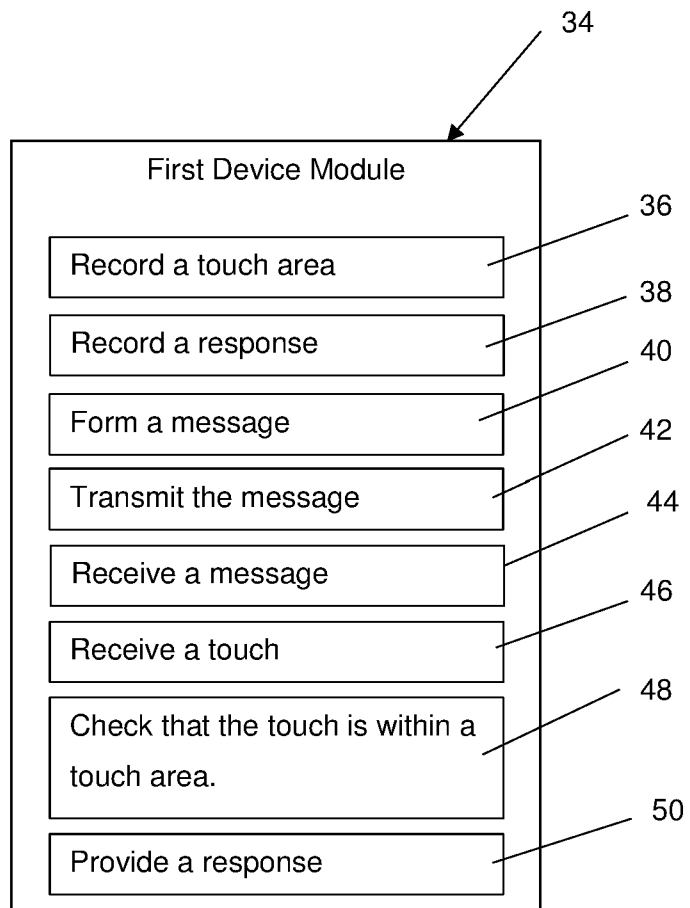 34
First Device Module
36
Record a touch area
38
Record a response
40
Form a message
42
Transmit the message
44
Receive a message
46
Receive a touch
48
Check that the touch is within a
touch area.
50
Provide a response